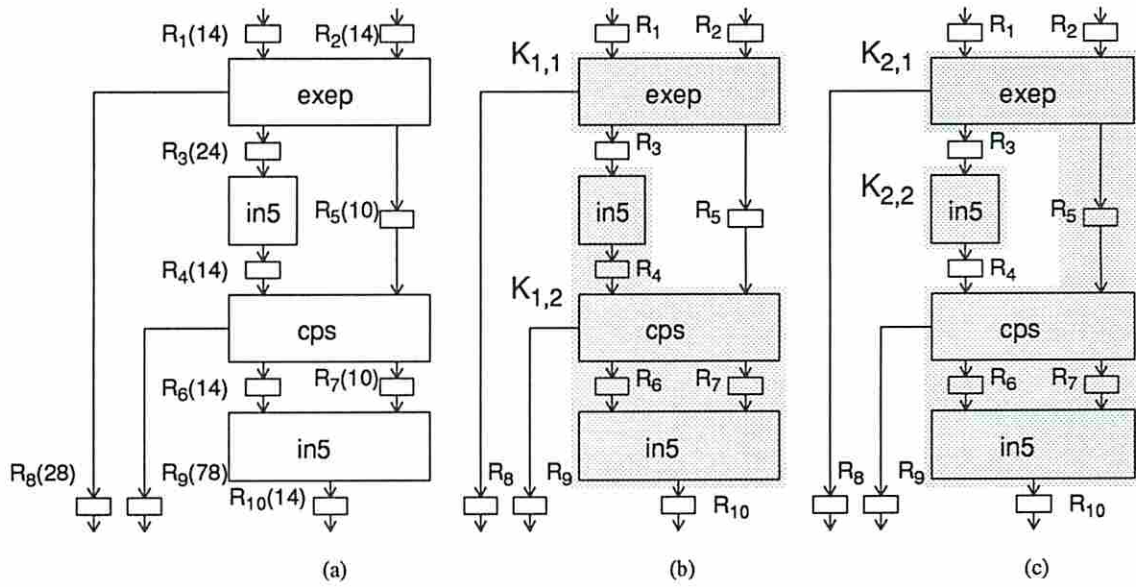 R1(14)
R2(14)
exep
R3(24)
in5
R5(10)
R4(14)
cps
R6(14)
R7(10)
in5
R8(28)
R9(78)
R10(14)
(a)
R1
R2
K1,1
exep
R3
in5
R5
R4
K1,2
cps
R6
R7
in5
R8
R9
R10
(b)
R1
R2
K2,1
exep
R3
K2,2
in5
R5
R4
cps
R6
R7
in5
R8
R9
R10
(c)